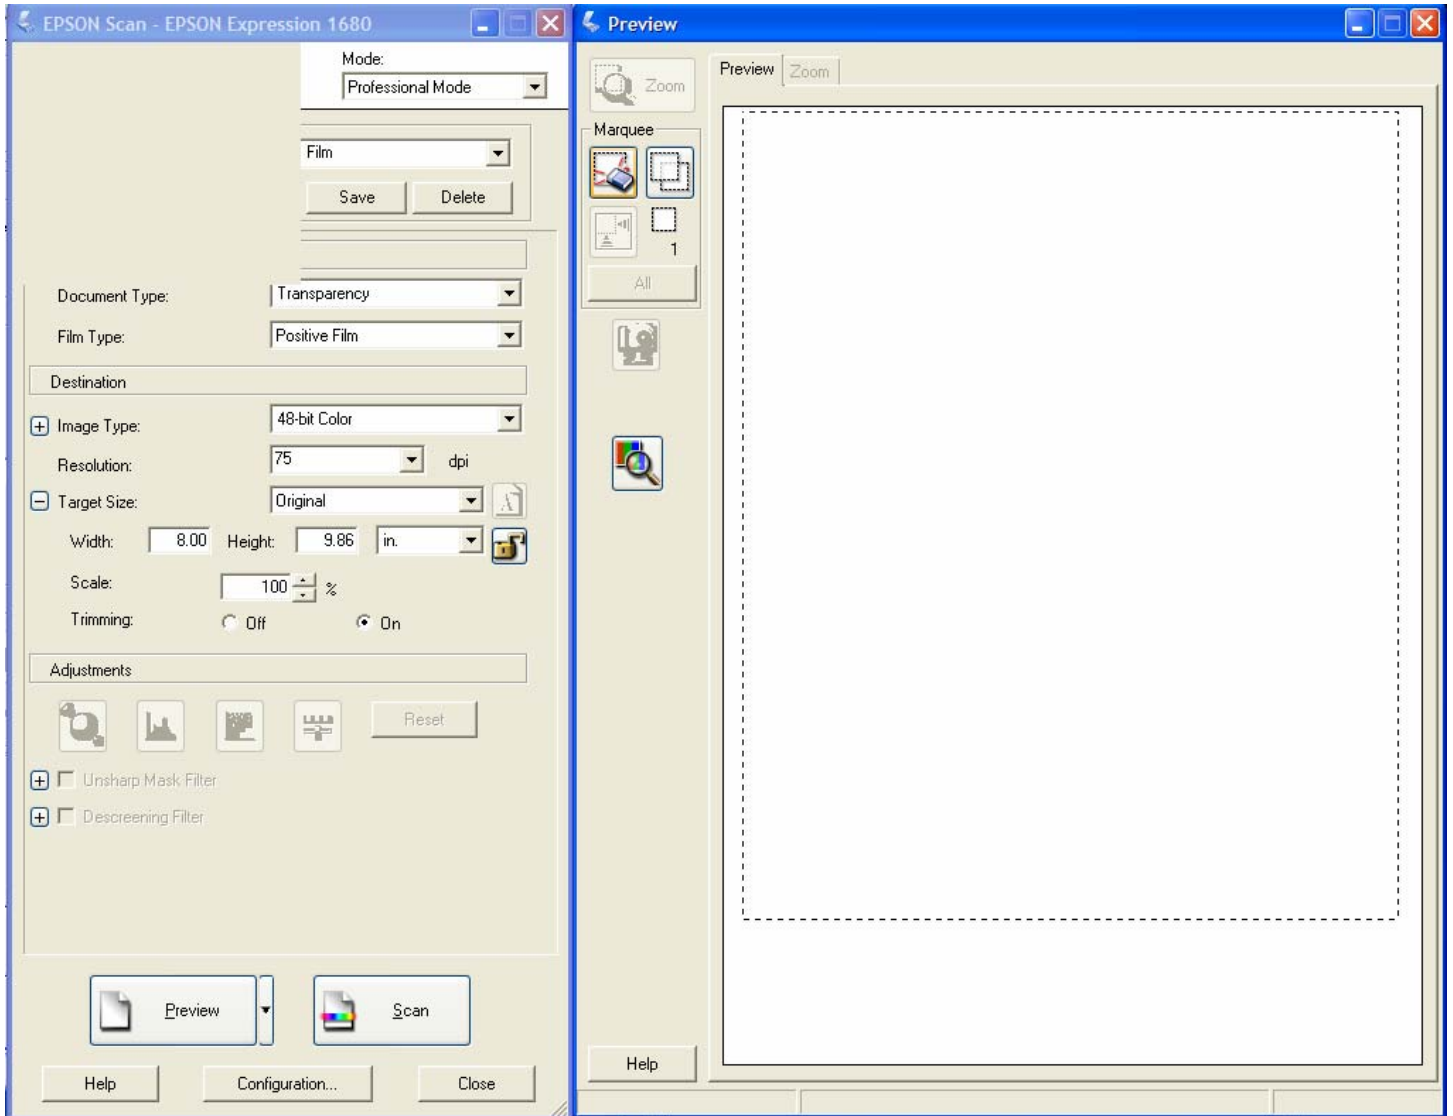 EPSON Scan - EPSON Expression 1680
Mode:
Professional Mode
Film
Save Delete
Document Type: Transparency
Film Type: Positive Film
Destination
Image Type: 48-bit Color
Resolution: 75 dpi
Target Size: Original
Width: 8.00 Height: 9.86 in.
Scale: 100 %
Trimming: Off On
Adjustments
Reset
Unsharp Mask Filter
Descreening Filter
Preview Scan
Help Configuration... Close
Preview
Zoom
Preview Zoom
Marquee
1
All
Help